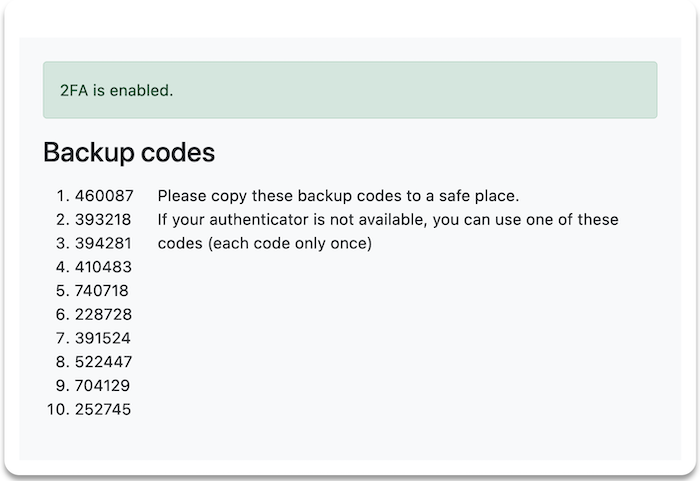 2FA is enabled.
Backup codes
1. 460087
2. 393218
3. 394281
4. 410483
5. 740718
6. 228728
7. 391524
8. 522447
9. 704129
10. 252745
Please copy these backup codes to a safe place.
If your authenticator is not available, you can use one of these
codes (each code only once)